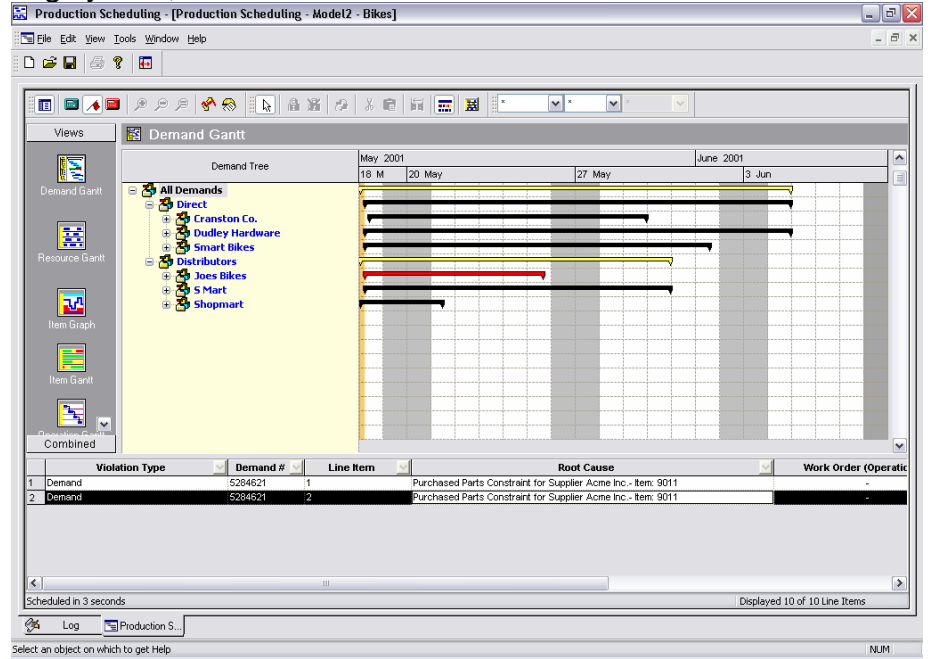 Production Scheduling - [Production Scheduling - Model2 - Bikes]
File Edit View Tools Window Help
Views
Demand Gantt
Demand Tree
May 2001
June 2001
18 M
20 May
27 May
3 Jun
Demand Gantt
Resource Gantt
Item Graph
Item Gantt
Combined
All Demands
Direct
Cranston Co.
Dudley Hardware
Smart Bikes
Distributors
Joes Bikes
S Mart
Shopmart
Violation Type Demand # Line Item Root Cause Work Order (Operatic
1 Demand 5284621 1 Purchased Parts Constraint for Supplier Acme Inc.- Item: 9011 -
2 Demand 5284621 2 Purchased Parts Constraint for Supplier Acme Inc.- Item: 9011 -
Scheduled in 3 seconds
Displayed 10 of 10 Line Items
Log
Production S...
Select an object on which to get Help
NUM